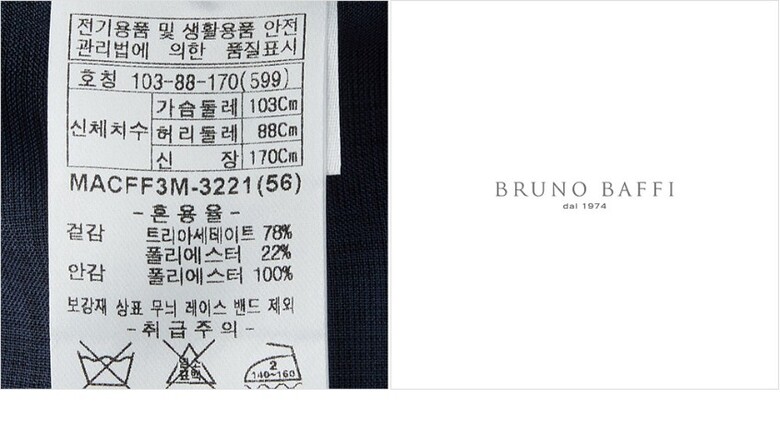 전기용품 및 생활용품 안전
관리법에 의한 품질표시
호칭 103-88-170(599)
신체치수
가슴둘레 103Cm
허리둘레 88Cm
신 장 170Cm
MACFF3M-3221(56)
-혼용율-
겉감 트리아세테이트 78%
폴리에스터 22%
안감 폴리에스터 100%
보강재 상표 무늬 레이스 밴드 제외
-취급주의-
염소
표백
2
140~160
BRUNO BAFFI
dal 1974